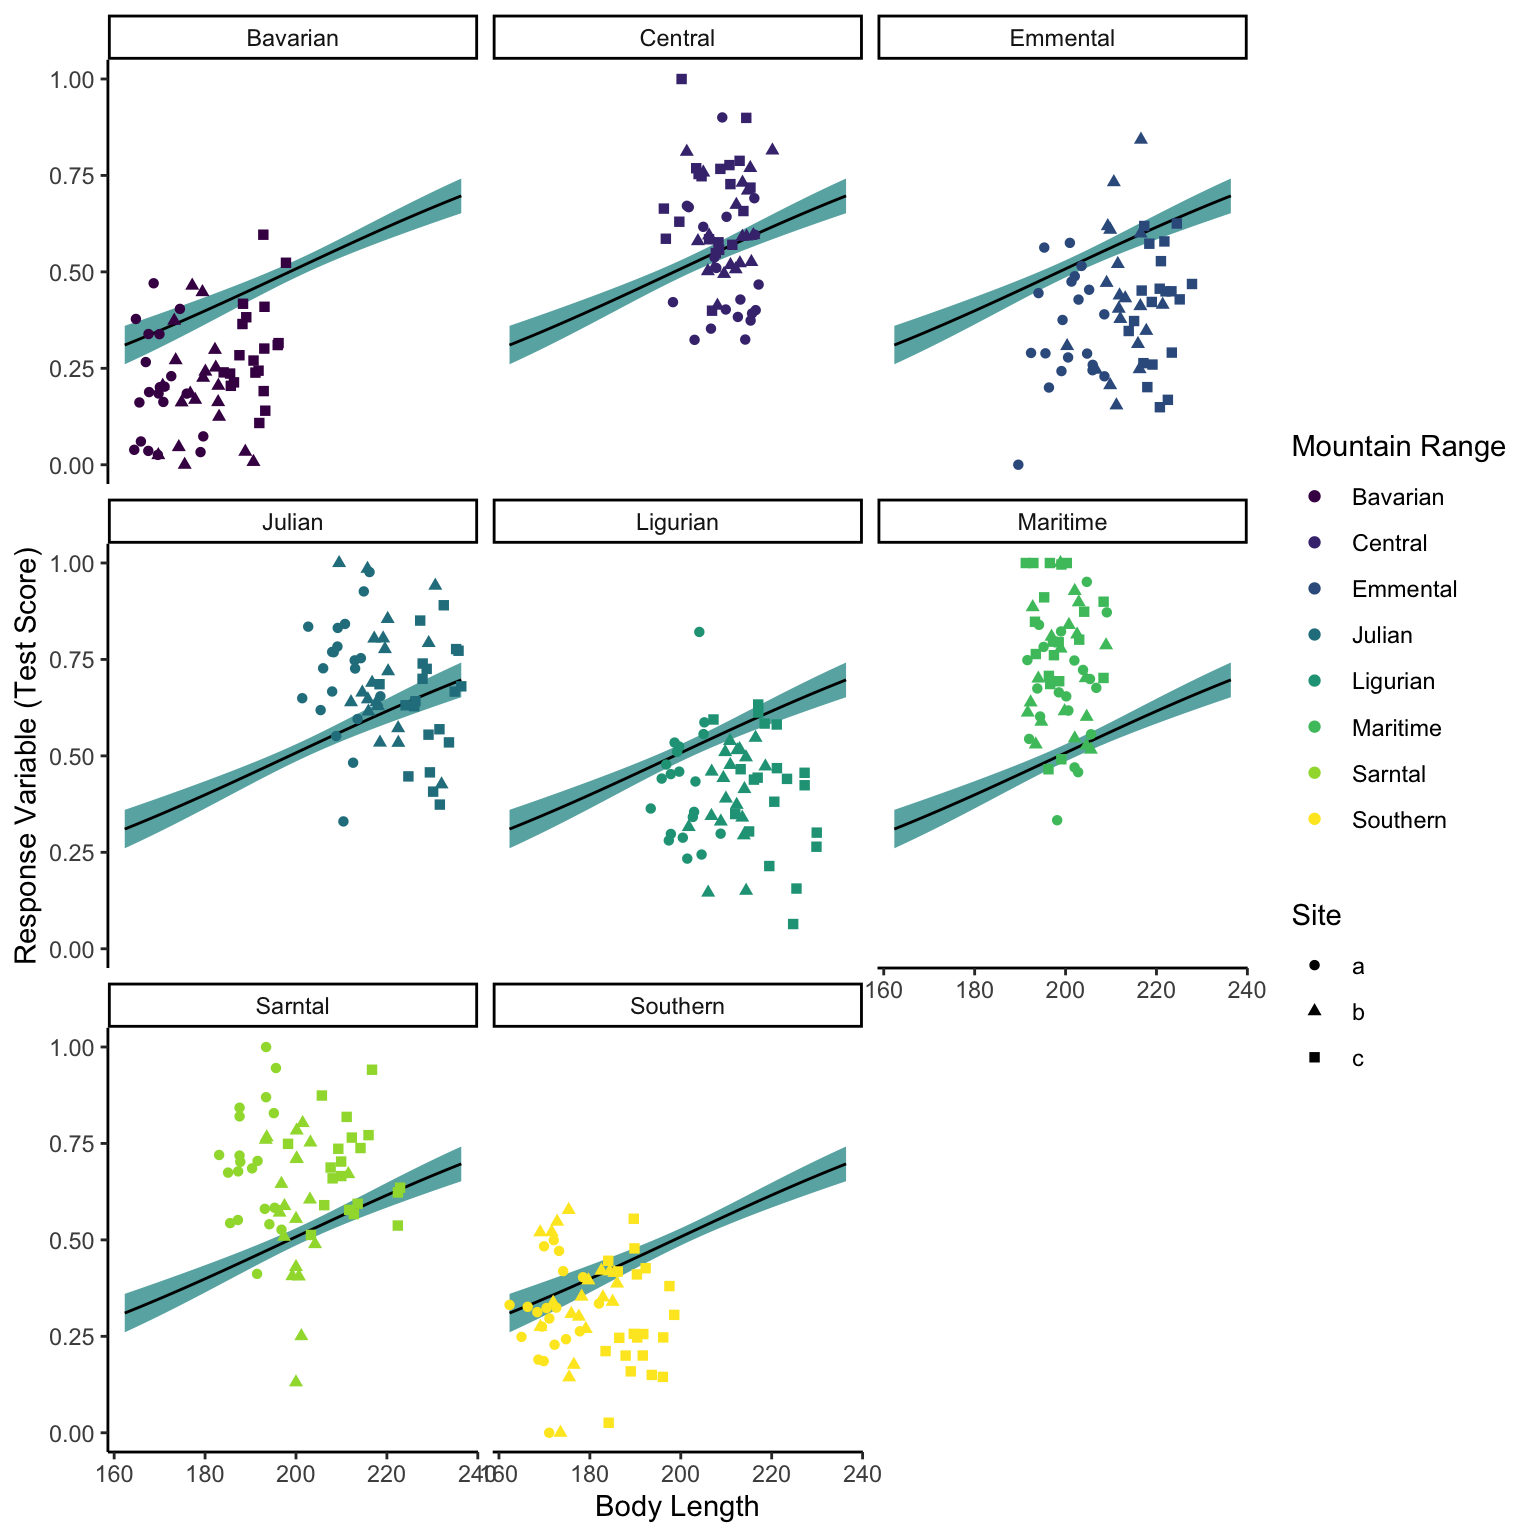 Bavarian
Central
Emmental
1.00
0.75
0.50
0.25
0.00
Julian
Ligurian
Maritime
1.00
0.75
0.50
0.25
0.00
160 180 200 220 240
Sarntal
Southern
1.00
0.75
0.50
0.25
0.00
160 180 200 220 240
160 180 200 220 240
Body Length
Response Variable (Test Score)
Mountain Range
Bavarian
Central
Emmental
Julian
Ligurian
Maritime
Sarntal
Southern
Site
a
b
c